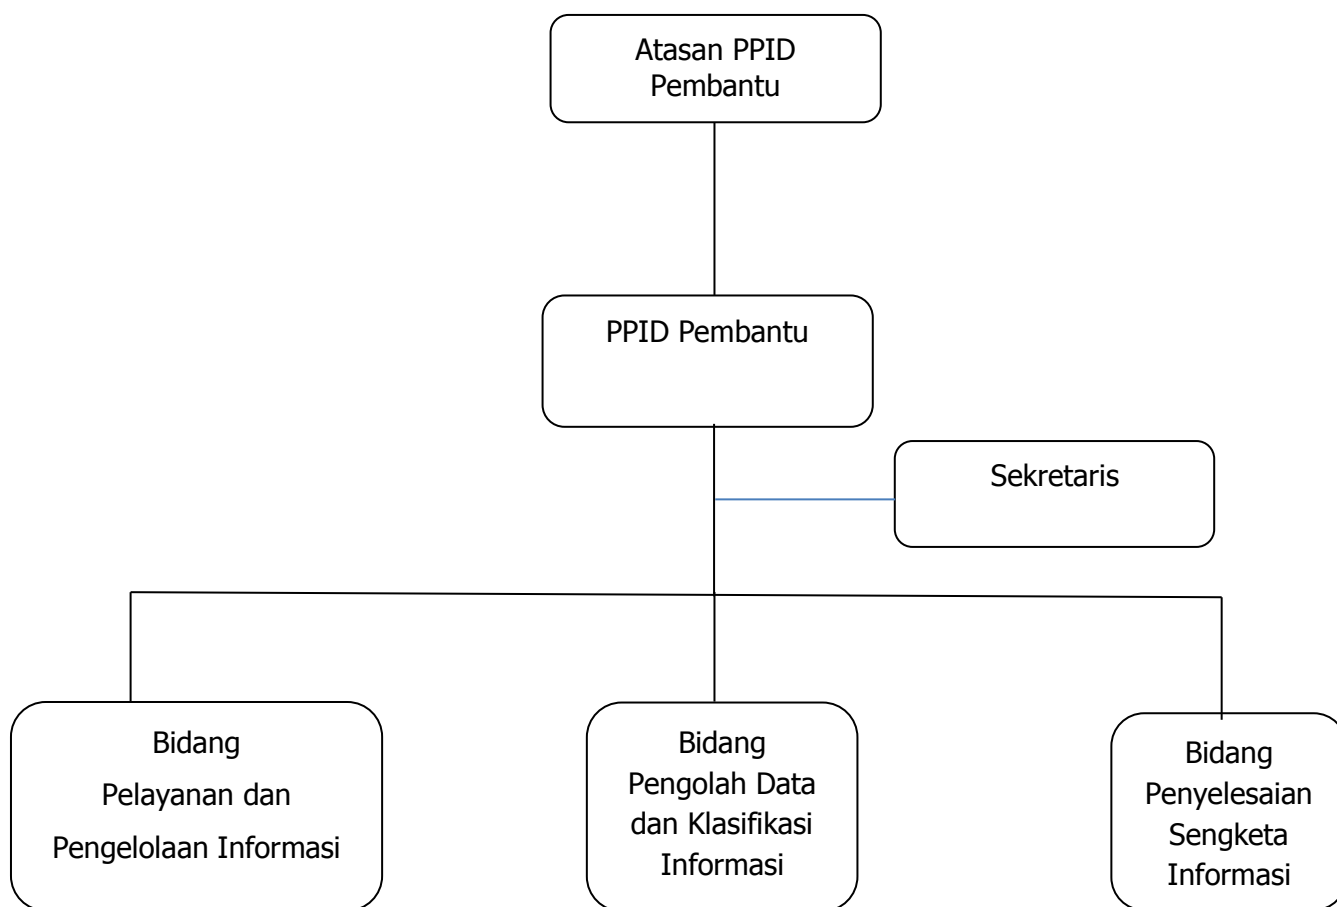 Atasan PPID
Pembantu
PPID Pembantu
Sekretaris
Bidang
Pelayanan dan
Pengelolaan Informasi
Bidang
Pengolah Data
dan Klasifikasi
Informasi
Bidang
Penyelesaian
Sengketa
Informasi